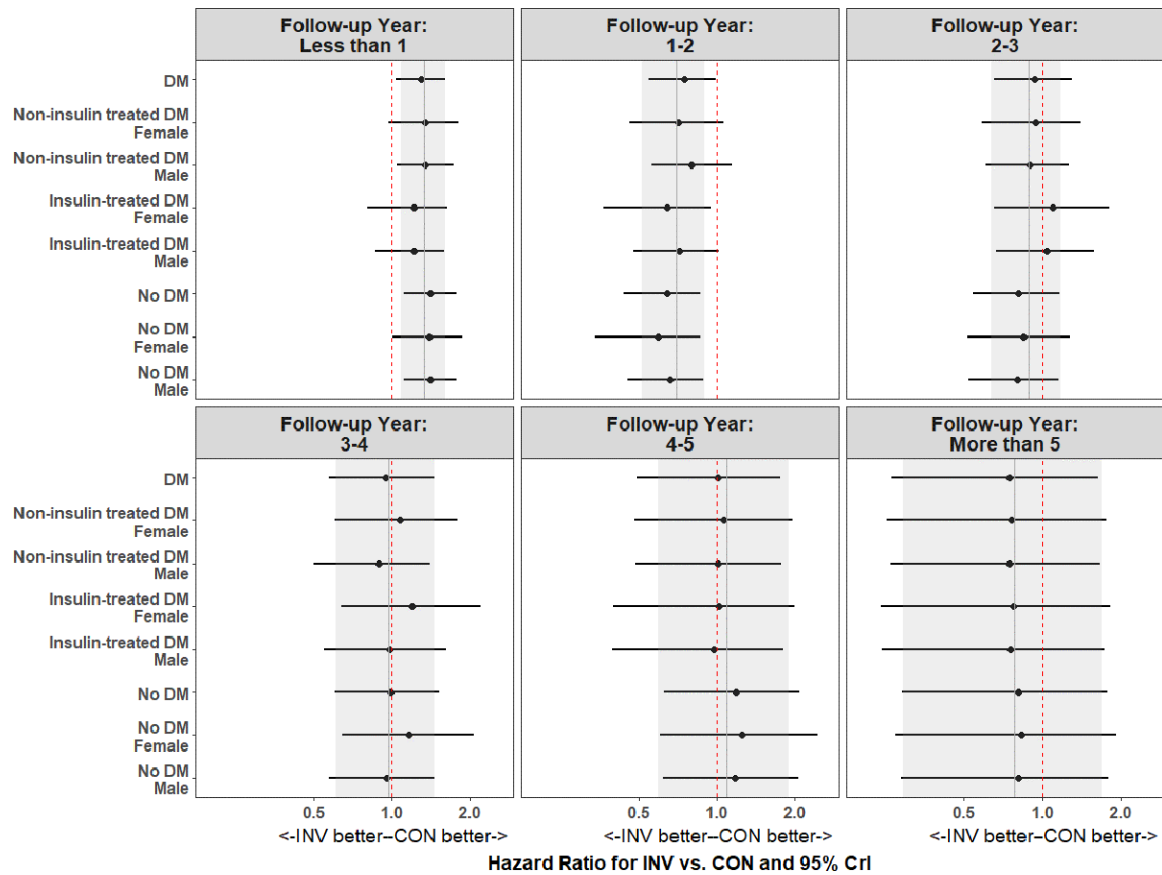 Follow-up Year:
Less than 1
Follow-up Year:
1-2
Follow-up Year:
2-3
DM
Non-insulin treated DM
Female
Non-insulin treated DM
Male
Insulin-treated DM
Female
Insulin-treated DM
Male
No DM
No DM
Female
No DM
Male
Follow-up Year:
3-4
Follow-up Year:
4-5
Follow-up Year:
More than 5
DM
Non-insulin treated DM
Female
Non-insulin treated DM
Male
Insulin-treated DM
Female
Insulin-treated DM
Male
No DM
No DM
Female
No DM
Male
0.5 1.0 2.0
0.5 1.0 2.0
0.5 1.0 2.0
<-INV better--CON better->
<-INV better--CON better->
<-INV better--CON better->
Hazard Ratio for INV vs. CON and 95% CrI